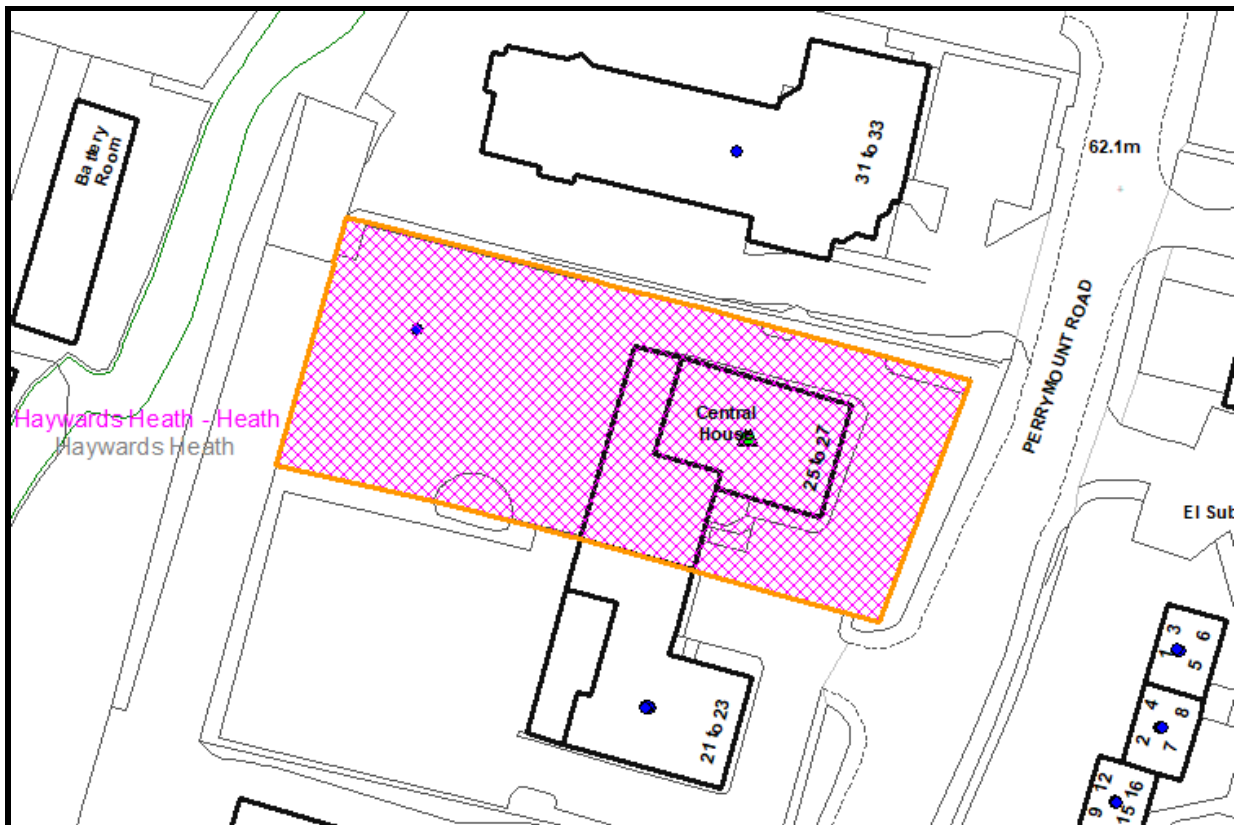 Battery
Room
31 to 33
62.1m
PERRYMOUNT ROAD
Haywards Heath - Heath
Haywards Heath
Central
House
25 to 27
El Sub
21 to 23
1 3
5 6
2 4
7 8
9 12
15 16